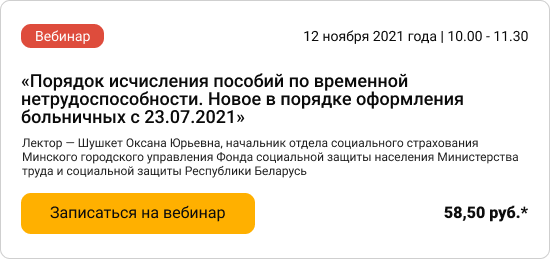 Вебинар
12 ноября 2021 года | 10.00 - 11.30
«Порядок исчисления пособий по временной
нетрудоспособности. Новое в порядке оформления
больничных с 23.07.2021»
Лектор — Шушкет Оксана Юрьевна, начальник отдела социального страхования
Минского городского управления Фонда социальной защиты населения Министерства
труда и социальной защиты Республики Беларусь
Записаться на вебинар
58,50 руб.*